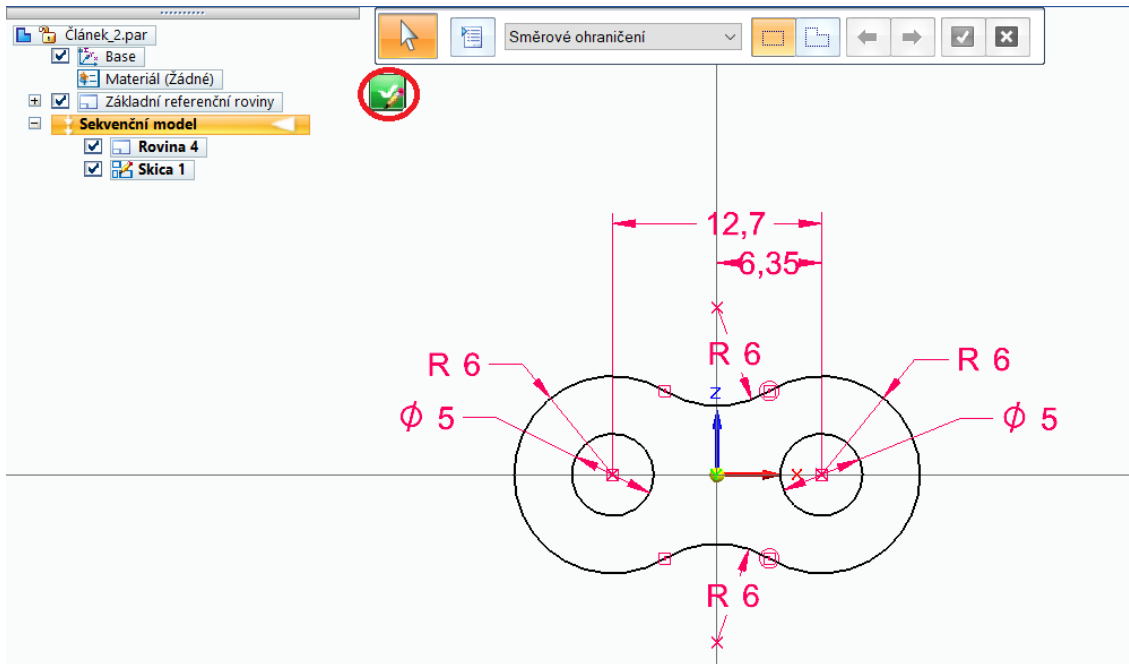 Článek_2.par
Base
Materiál (Žádné)
Základní referenční roviny
Sekvenční model
Rovina 4
Skica 1
Směrové ohraničení
12,7
6,35
R 6
R 6
R 6
ϕ 5
ϕ 5
Z
X
R 6